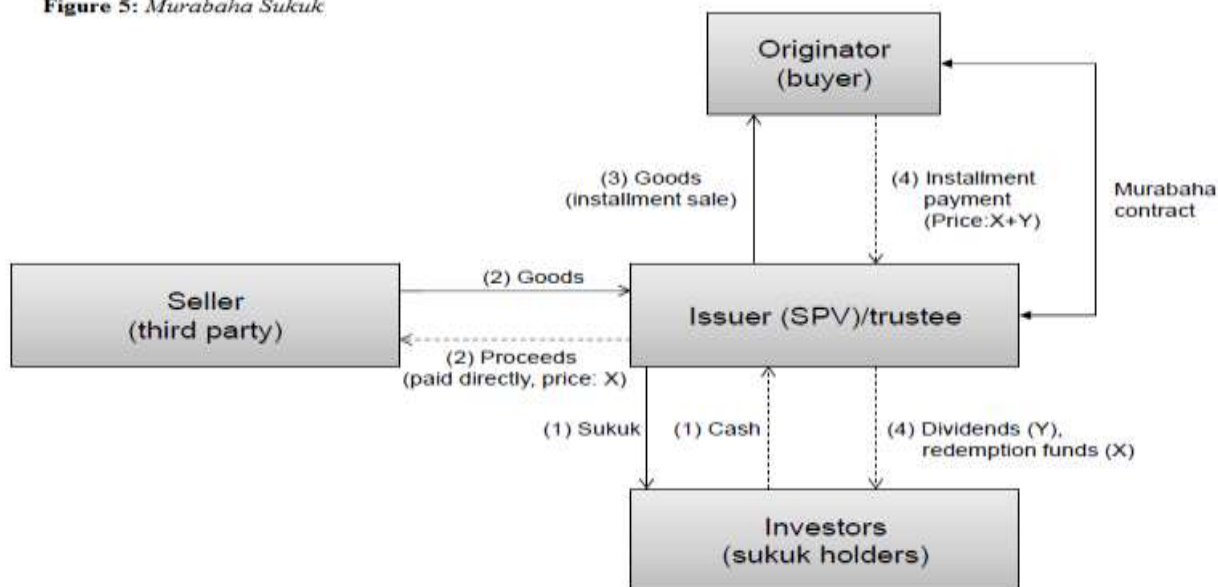 Figure 5: Murabaha Sukuk
Originator
(buyer)
(3) Goods
(installment sale)
(4) Installment
payment
(Price:X+Y)
Murabaha
contract
Seller
(third party)
(2) Goods
(2) Proceeds
(paid directly, price: X)
Issuer (SPV)/trustee
(1) Sukuk
(1) Cash
(4) Dividends (Y),
redemption funds (X)
Investors
(sukuk holders)